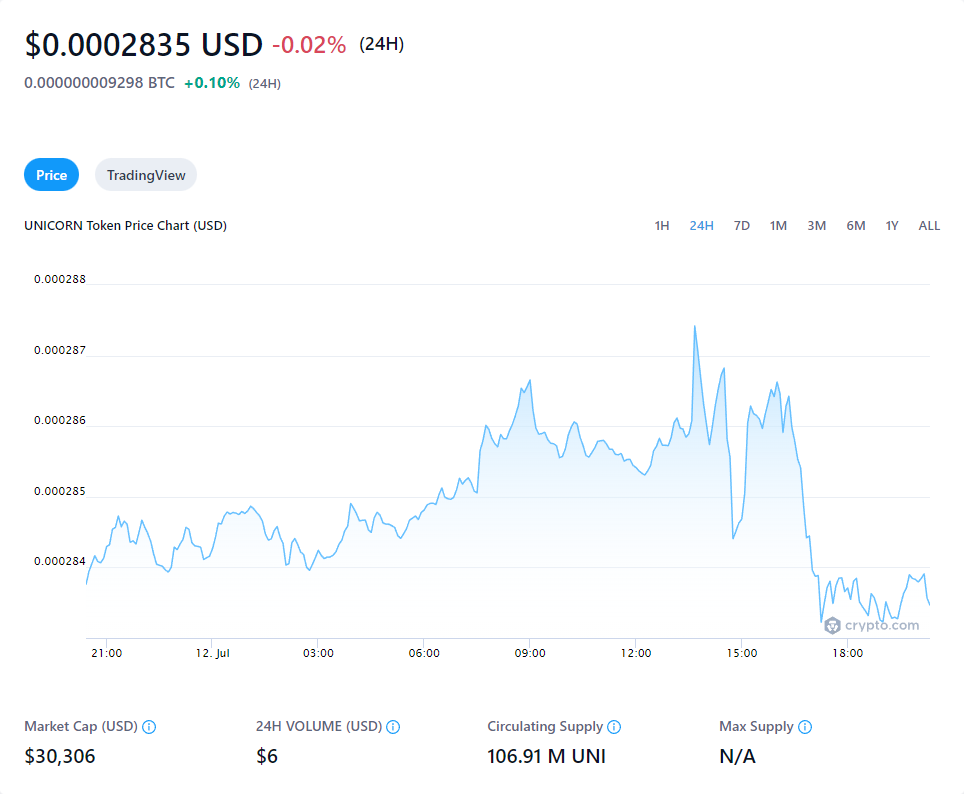 $0.0002835 USD -0.02% (24H)
0.000000009298 BTC +0.10% (24H)
Price TradingView
UNICORN Token Price Chart (USD) 1H 24H 7D 1M 3M 6M 1Y ALL
0.000288
0.000287
0.000286
0.000285
0.000284
crypto.com
21:00 12. Jul 03:00 06:00 09:00 12:00 15:00 18:00
Market Cap (USD) 24H VOLUME (USD) Circulating Supply Max Supply
$30,306 $6 106.91 M UNI N/A